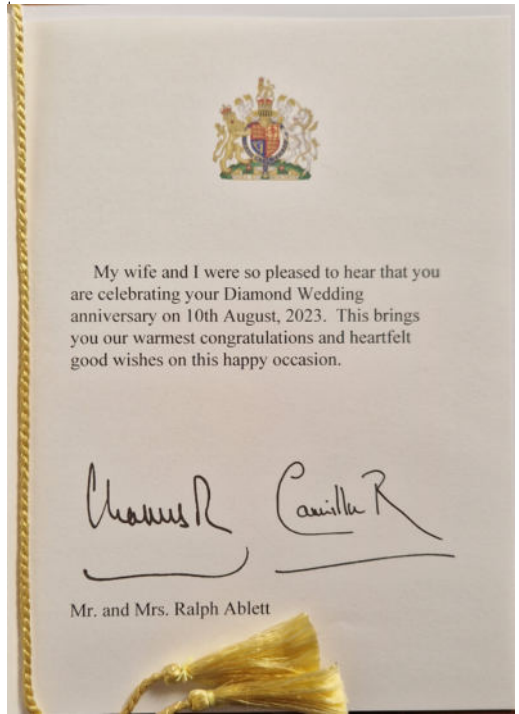 My wife and I were so pleased to hear that you
are celebrating your Diamond Wedding
anniversary on 10th August, 2023.  This brings
you our warmest congratulations and heartfelt
good wishes on this happy occasion.
Charles R Camilla R
Mr. and Mrs. Ralph Ablett